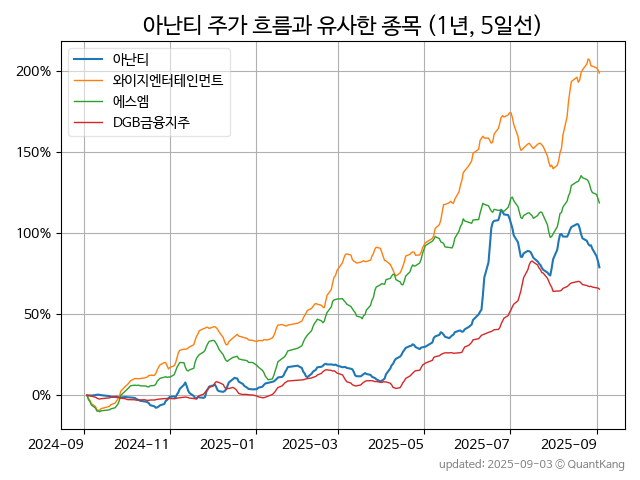 아난티 주가 흐름과 유사한 종목 (1년, 5일선)
아난티
와이지엔터테인먼트
에스엠
DGB금융지주
200%
150%
100%
50%
0%
2024-09 2024-11 2025-01 2025-03 2025-05 2025-07 2025-09
updated: 2025-09-03 © QuantKang